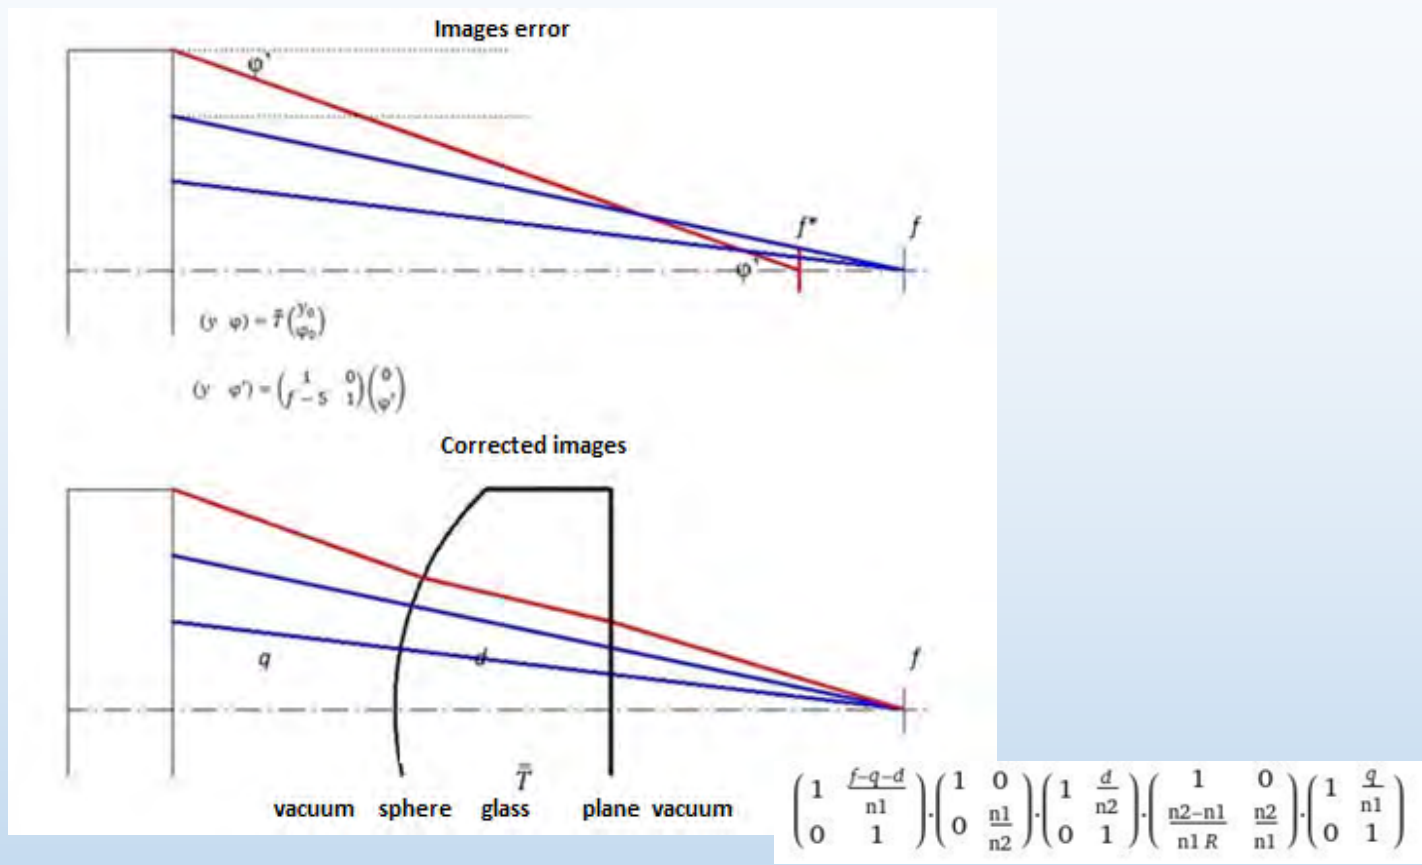 Images error
φ'
f* f
φ'
(y φ) = T̿ (y₀ φ₀)
(y φ') = (1 0 f − S 1)(0 φ')
Corrected images
q d f
T̿
vacuum sphere glass plane vacuum
(1 f−q−d/n1 0 1)·(1 0 0 n1/n2)·(1 d/n2 0 1)·(1 0 n2−n1/n1 R n2/n1)·(1 q/n1 0 1)